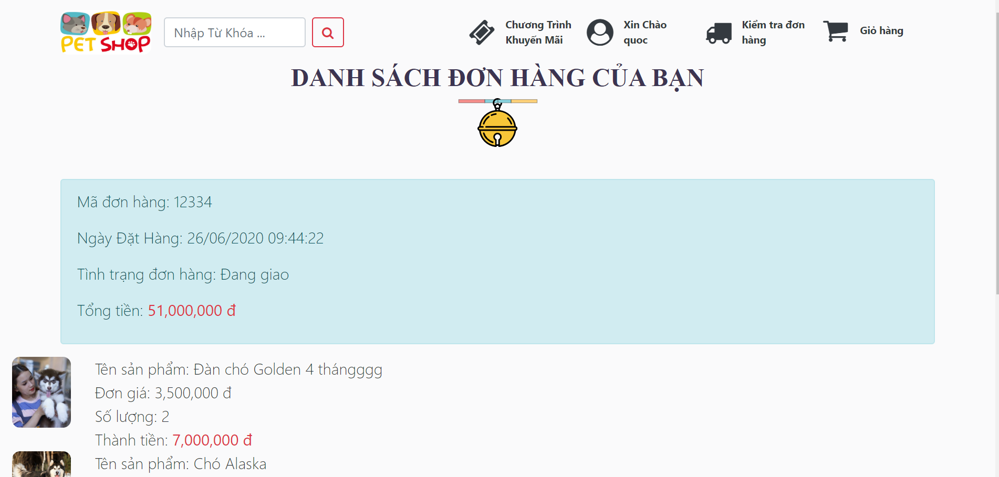 PET SHOP
Nhập Từ Khóa ...
Chương Trình
Khuyến Mãi
Xin Chào
quoc
Kiểm tra đơn
hàng
Giỏ hàng
DANH SÁCH ĐƠN HÀNG CỦA BẠN
Mã đơn hàng: 12334
Ngày Đặt Hàng: 26/06/2020 09:44:22
Tình trạng đơn hàng: Đang giao
Tổng tiền: 51,000,000 đ
Tên sản phẩm: Đàn chó Golden 4 thángggg
Đơn giá: 3,500,000 đ
Số lượng: 2
Thành tiền: 7,000,000 đ
Tên sản phẩm: Chó Alaska